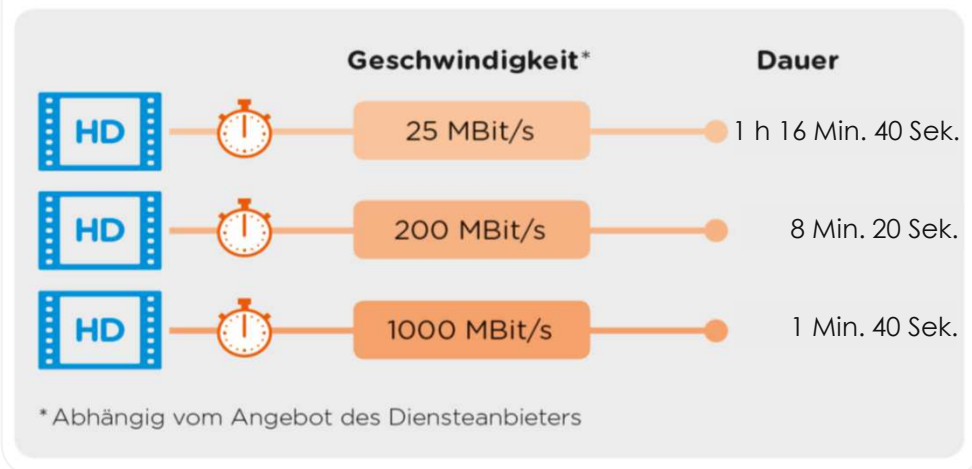 Geschwindigkeit* Dauer
HD 25 MBit/s 1 h 16 Min. 40 Sek.
HD 200 MBit/s 8 Min. 20 Sek.
HD 1000 MBit/s 1 Min. 40 Sek.
*Abhängig vom Angebot des Diensteanbieters